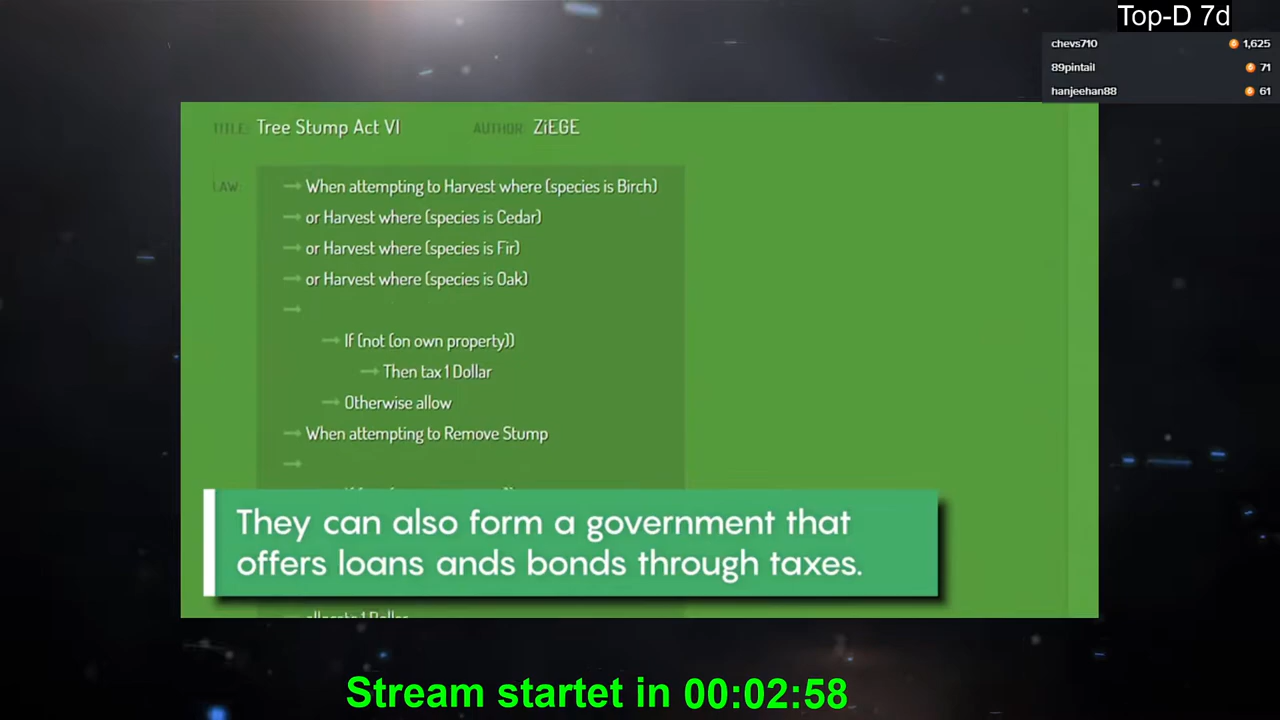 Top-D 7d
chevs710 1,625
89pintail 71
hanjeehan88 61
TITLE: Tree Stump Act VI AUTHOR: ZiEGE
LAW: When attempting to Harvest where (species is Birch)
or Harvest where (species is Cedar)
or Harvest where (species is Fir)
or Harvest where (species is Oak)
If (not (on own property))
Then tax 1 Dollar
Otherwise allow
When attempting to Remove Stump
They can also form a government that
offers loans ands bonds through taxes.
allocate 1 Dollar
Stream startet in 00:02:58